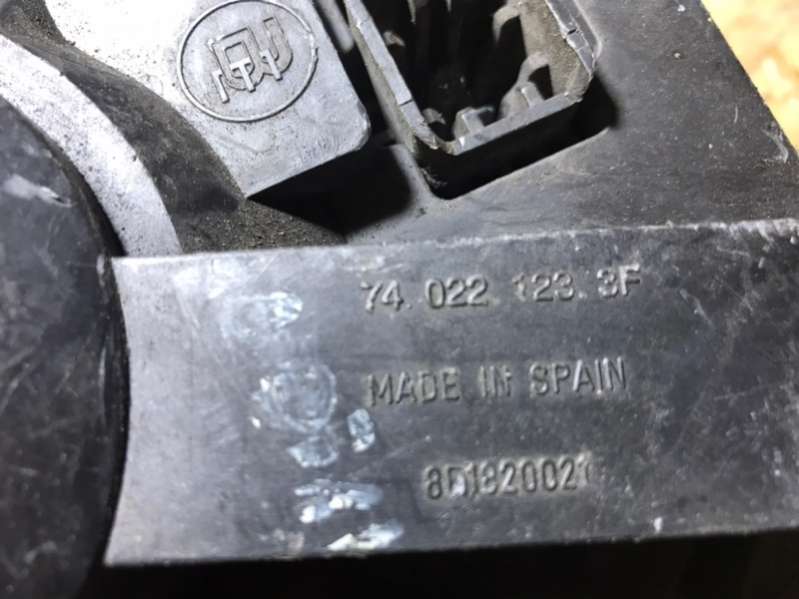 74. 022 123. 3F
MADE IN SPAIN
8D1820021